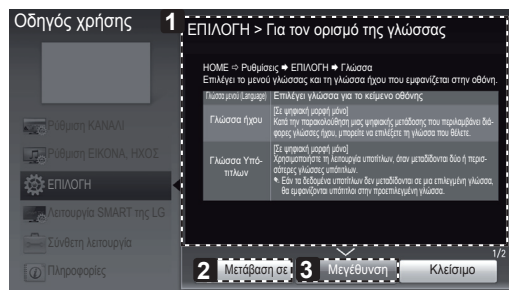 Οδηγός χρήσης
Ρύθμιση ΚΑΝΑΛΙ
Ρύθμιση ΕΙΚΟΝΑ, ΗΧΟΣ
ΕΠΙΛΟΓΗ
Λειτουργία SMART της LG
Σύνθετη λειτουργία
Πληροφορίες
1
ΕΠΙΛΟΓΗ > Για τον ορισμό της γλώσσας
HOME ⇨ Ρυθμίσεις ➡ ΕΠΙΛΟΓΗ ➡ Γλώσσα
Επιλέγει το μενού γλώσσας και τη γλώσσα ήχου που εμφανίζεται στην οθόνη.
Γλώσσα μενού (Language) Επιλέγει γλώσσα για το κείμενο οθόνης
Γλώσσα ήχου
[Σε ψηφιακή μορφή μόνο]
Κατά την παρακολούθηση μιας ψηφιακής μετάδοσης που περιλαμβάνει διά-
φορες γλώσσες ήχου, μπορείτε να επιλέξετε τη γλώσσα που θέλετε.
Γλώσσα Υπό-
τιτλων
[Σε ψηφιακή μορφή μόνο]
Χρησιμοποιήστε τη λειτουργία υποτίτλων, όταν μεταδίδονται δύο ή περισ-
σότερες γλώσσες υπότιτλων.
Εάν τα δεδομένα υποτίτλων δεν μεταδίδονται σε μια επιλεγμένη γλώσσα,
θα εμφανίζονται υπότιτλοι στην προεπιλεγμένη γλώσσα.
1/2
2 Μετάβαση σε
3 Μεγέθυνση
Κλείσιμο